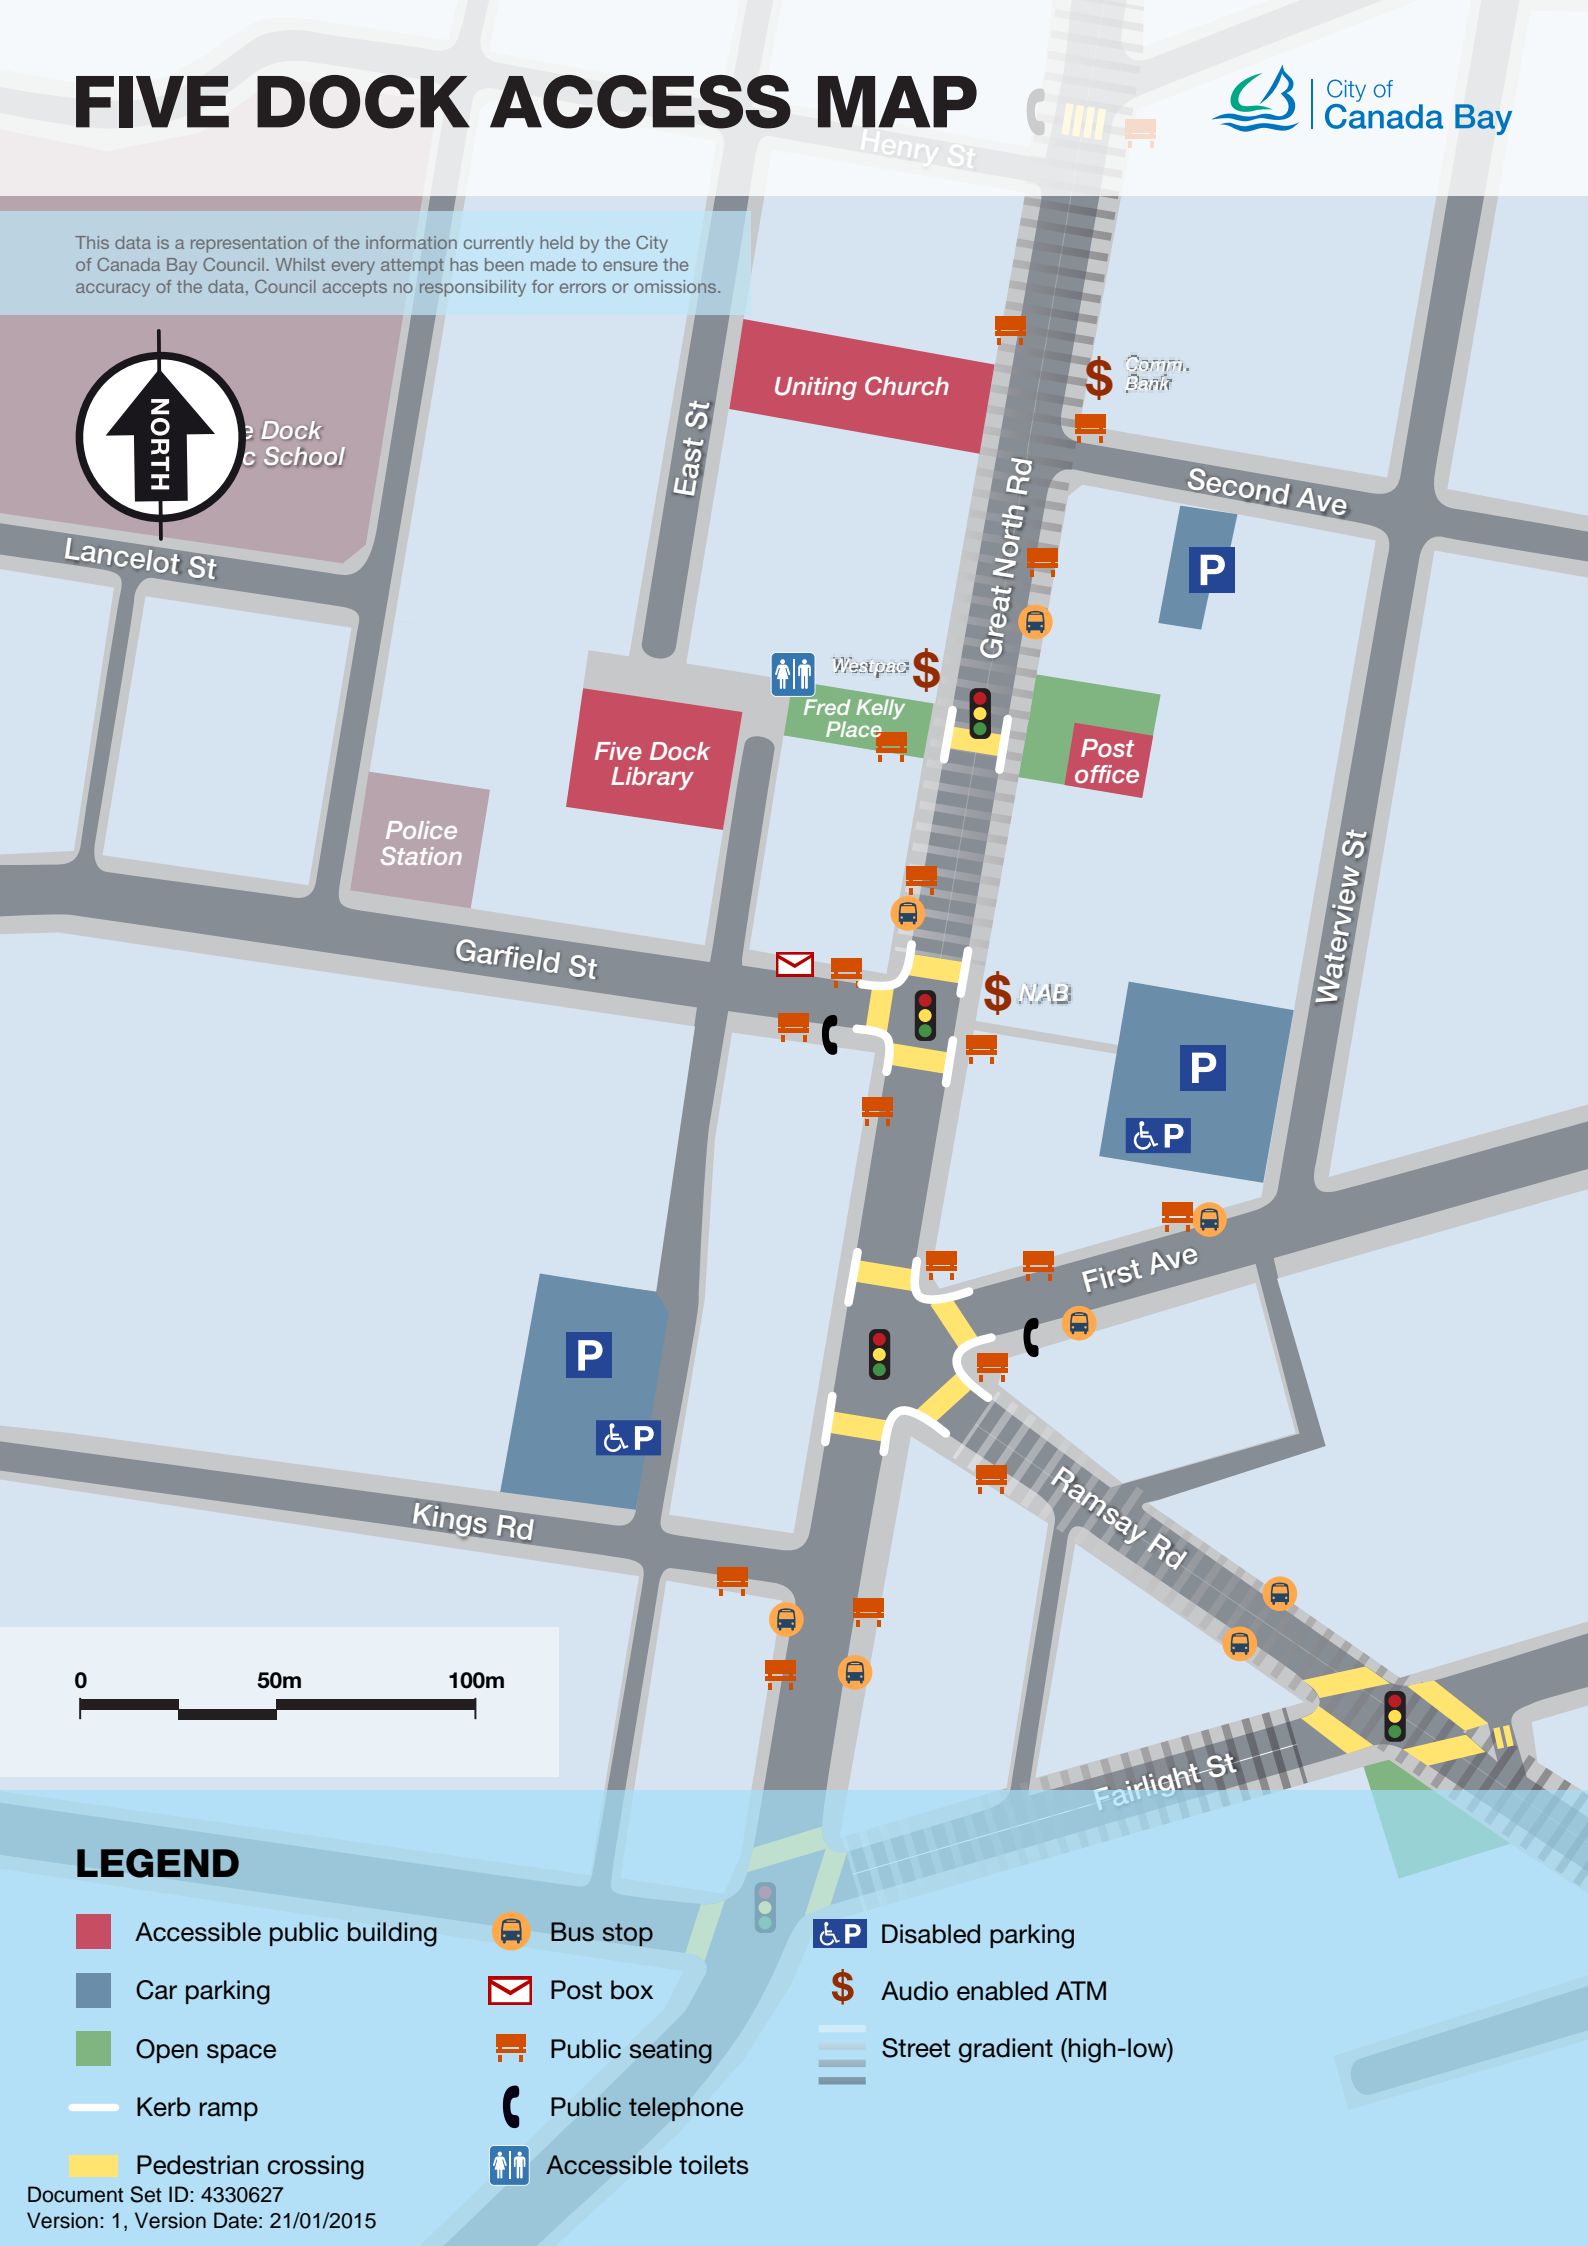 FIVE DOCK ACCESS MAP
City of
Canada Bay
Henry St
This data is a representation of the information currently held by the City
of Canada Bay Council. Whilst every attempt has been made to ensure the
accuracy of the data, Council accepts no responsibility for errors or omissions.
Uniting Church
Comm.
Bank
NORTH
e Dock
c School
East St
Great North Rd
Second Ave
P
Lancelot St
Westpac
Fred Kelly
Place
Five Dock
Library
Post
office
Police
Station
Waterview St
Garfield St
NAB
P
P
First Ave
P
P
Kings Rd
Ramsay Rd
0 50m 100m
Fairlight St
LEGEND
Accessible public building
Car parking
Open space
Kerb ramp
Pedestrian crossing
Bus stop
Post box
Public seating
Public telephone
Accessible toilets
P Disabled parking
$ Audio enabled ATM
Street gradient (high-low)
Document Set ID: 4330627
Version: 1, Version Date: 21/01/2015